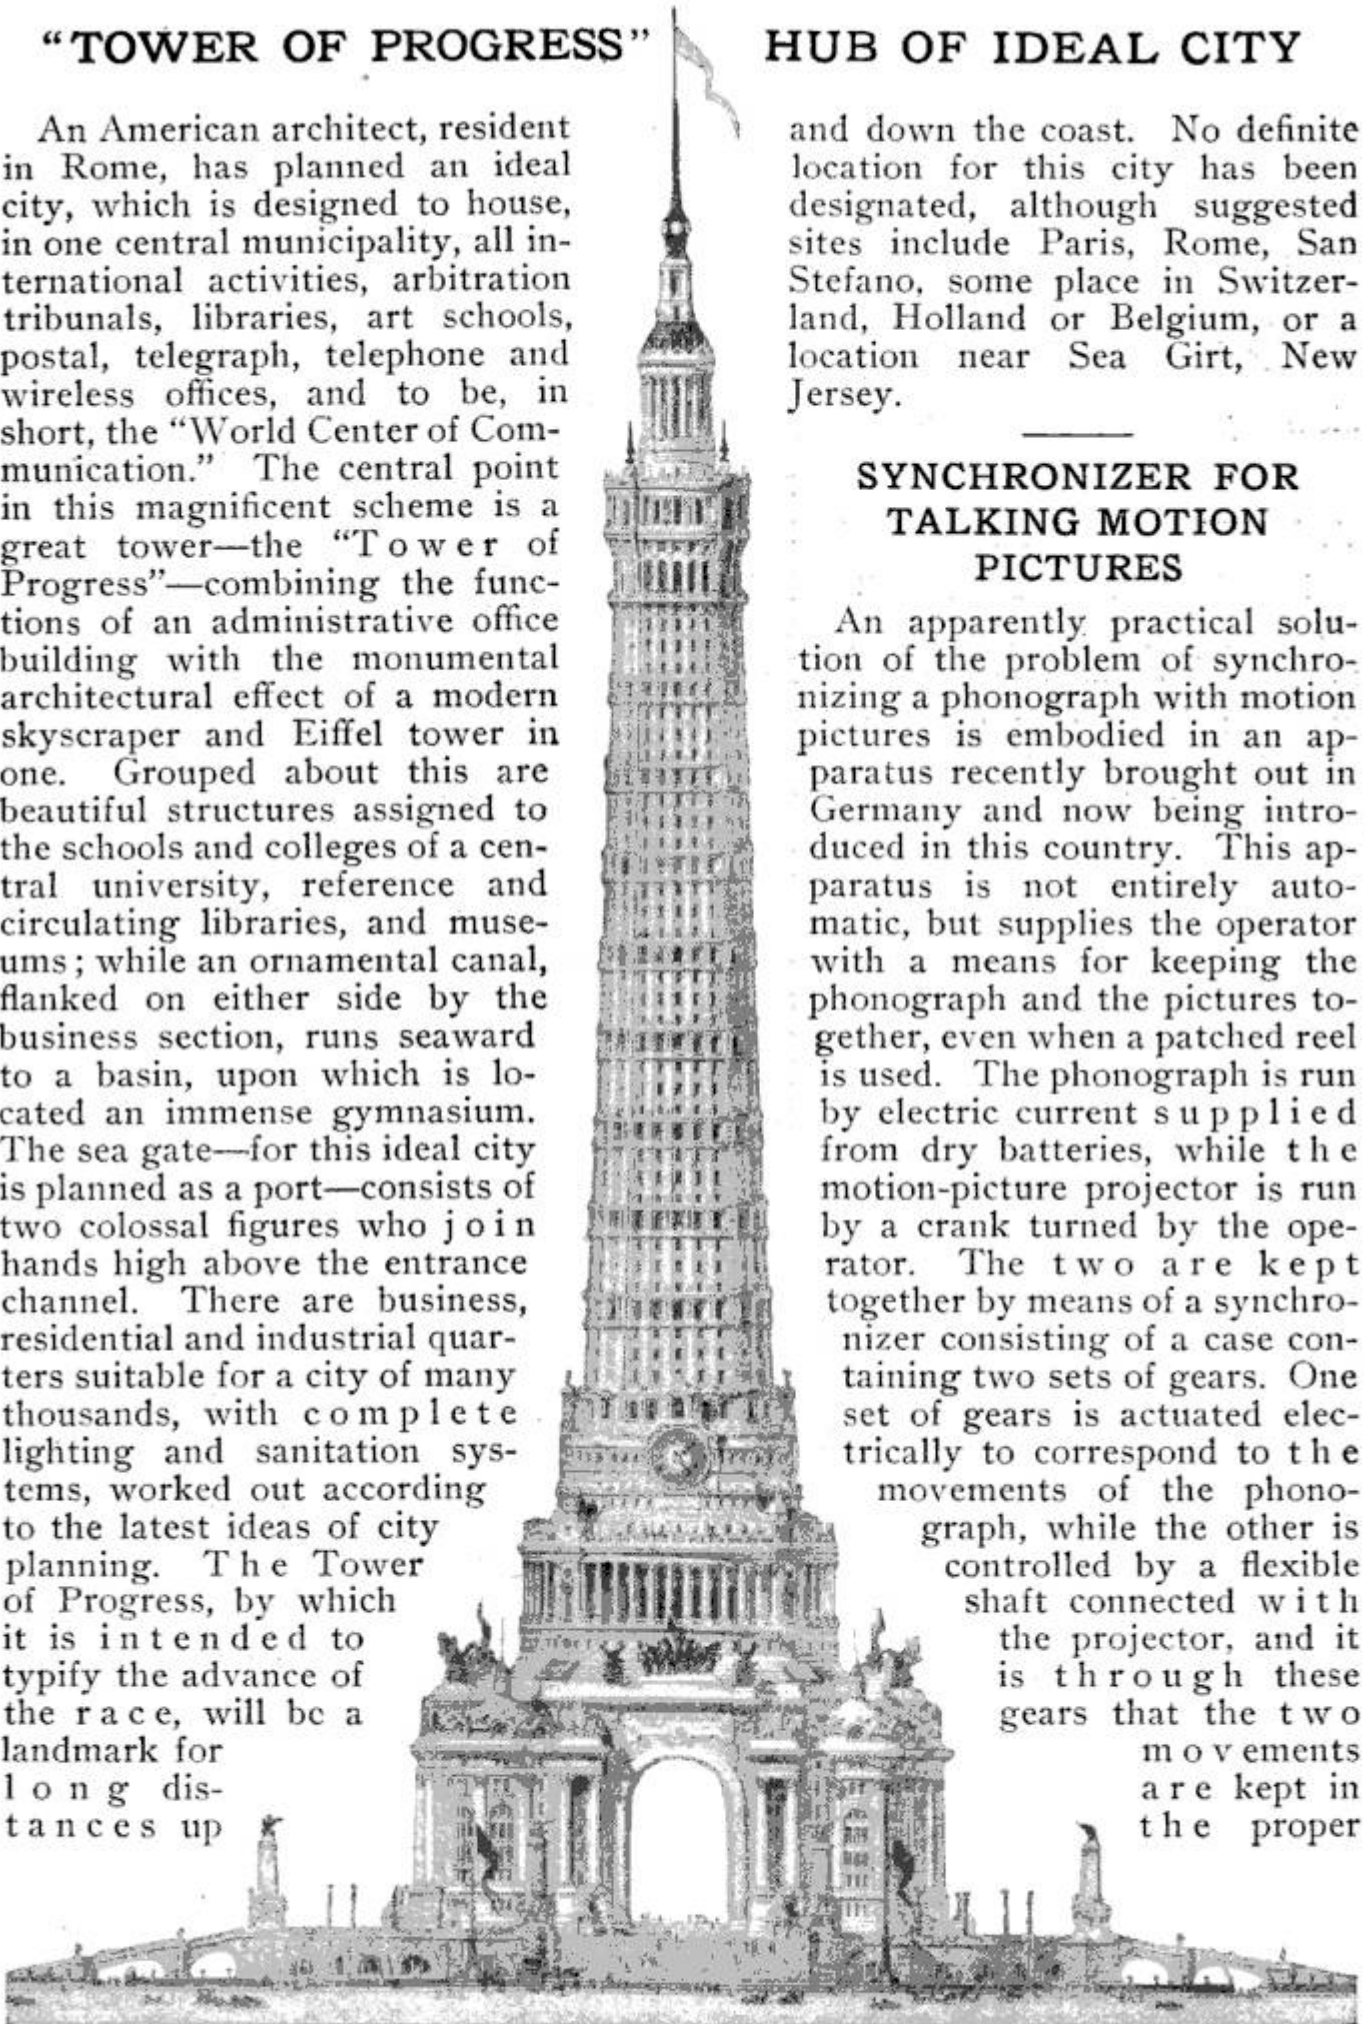 "TOWER OF PROGRESS" HUB OF IDEAL CITY
An American architect, resident
in Rome, has planned an ideal
city, which is designed to house,
in one central municipality, all in-
ternational activities, arbitration
tribunals, libraries, art schools,
postal, telegraph, telephone and
wireless offices, and to be, in
short, the "World Center of Com-
munication." The central point
in this magnificent scheme is a
great tower—the "Tower of
Progress"—combining the func-
tions of an administrative office
building with the monumental
architectural effect of a modern
skyscraper and Eiffel tower in
one. Grouped about this are
beautiful structures assigned to
the schools and colleges of a cen-
tral university, reference and
circulating libraries, and muse-
ums; while an ornamental canal,
flanked on either side by the
business section, runs seaward
to a basin, upon which is lo-
cated an immense gymnasium.
The sea gate—for this ideal city
is planned as a port—consists of
two colossal figures who join
hands high above the entrance
channel. There are business,
residential and industrial quar-
ters suitable for a city of many
thousands, with complete
lighting and sanitation sys-
tems, worked out according
to the latest ideas of city
planning. The Tower
of Progress, by which
it is intended to
typify the advance of
the race, will be a
landmark for
long dis-
tances up
and down the coast. No definite
location for this city has been
designated, although suggested
sites include Paris, Rome, San
Stefano, some place in Switzer-
land, Holland or Belgium, or a
location near Sea Girt, New
Jersey.
SYNCHRONIZER FOR
TALKING MOTION
PICTURES
An apparently practical solu-
tion of the problem of synchro-
nizing a phonograph with motion
pictures is embodied in an ap-
paratus recently brought out in
Germany and now being intro-
duced in this country. This ap-
paratus is not entirely auto-
matic, but supplies the operator
with a means for keeping the
phonograph and the pictures to-
gether, even when a patched reel
is used. The phonograph is run
by electric current supplied
from dry batteries, while the
motion-picture projector is run
by a crank turned by the ope-
rator. The two are kept
together by means of a synchro-
nizer consisting of a case con-
taining two sets of gears. One
set of gears is actuated elec-
trically to correspond to the
movements of the phono-
graph, while the other is
controlled by a flexible
shaft connected with
the projector, and it
is through these
gears that the two
movements
are kept in
the proper